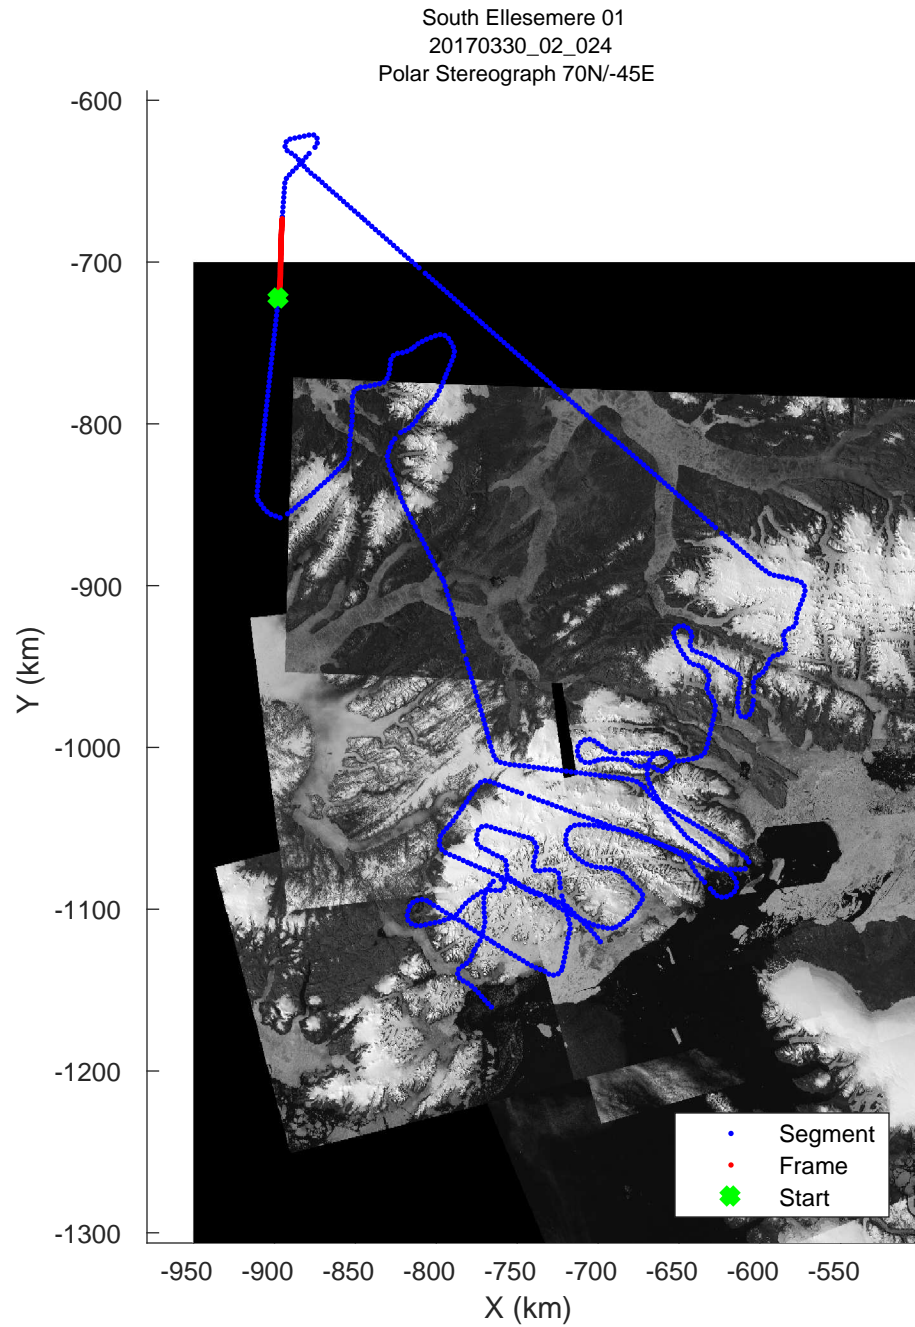 South Ellesemere 01
20170330_02_024
Polar Stereograph 70N/-45E
-600
-700
-800
-900
-1000
-1100
-1200
-1300
Y (km)
Segment
Frame
Start
-950 -900 -850 -800 -750 -700 -650 -600 -550
X (km)